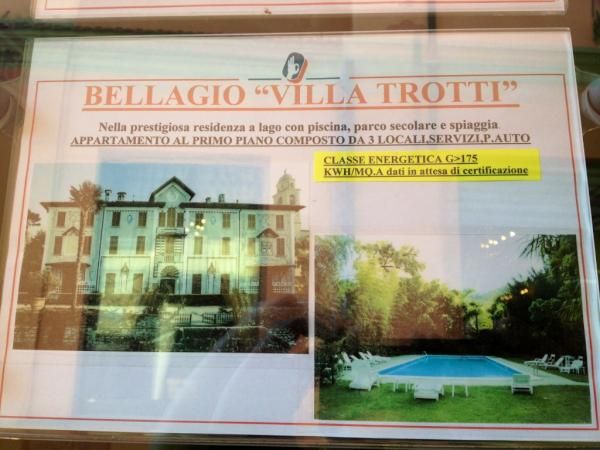 BELLAGIO “VILLA TROTTI”
Nella prestigiosa residenza a lago con piscina, parco secolare e spiaggia
APPARTAMENTO AL PRIMO PIANO COMPOSTO DA 3 LOCALI,SERVIZI,P.AUTO
CLASSE ENERGETICA G>175
KWH/MQ.A dati in attesa di certificazione